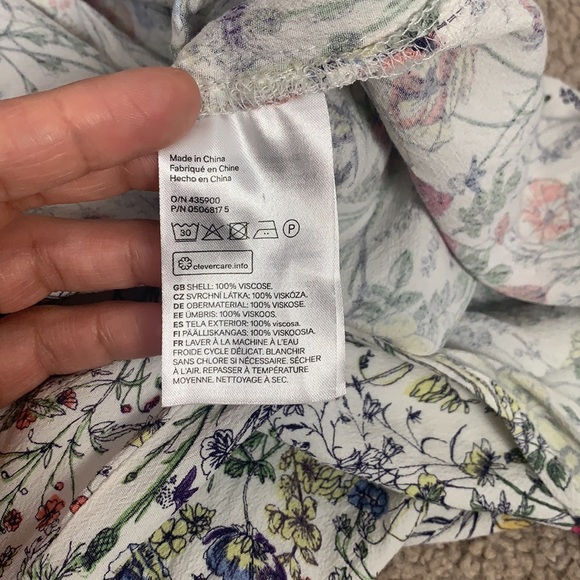 Made in China
Fabriqué en Chine
Hecho en China
O/N 435900
P/N 0506817 5
30 P
clevercare.info
GB SHELL: 100% VISCOSE.
CZ SVRCHNÍ LÁTKA: 100% VISKÓZA.
DE OBERMATERIAL: 100% VISKOSE.
EE ÜMBRIS: 100% VISKOOS.
ES TELA EXTERIOR: 100% viscosa.
FI PÄÄLLISKANGAS: 100% VISKOOSIA.
FR LAVER À LA MACHINE À L'EAU
FROIDE CYCLE DÉLICAT. BLANCHIR
SANS CHLORE SI NÉCESSAIRE. SÉCHER
À L'AIR. REPASSER À TEMPÉRATURE
MOYENNE. NETTOYAGE À SEC.